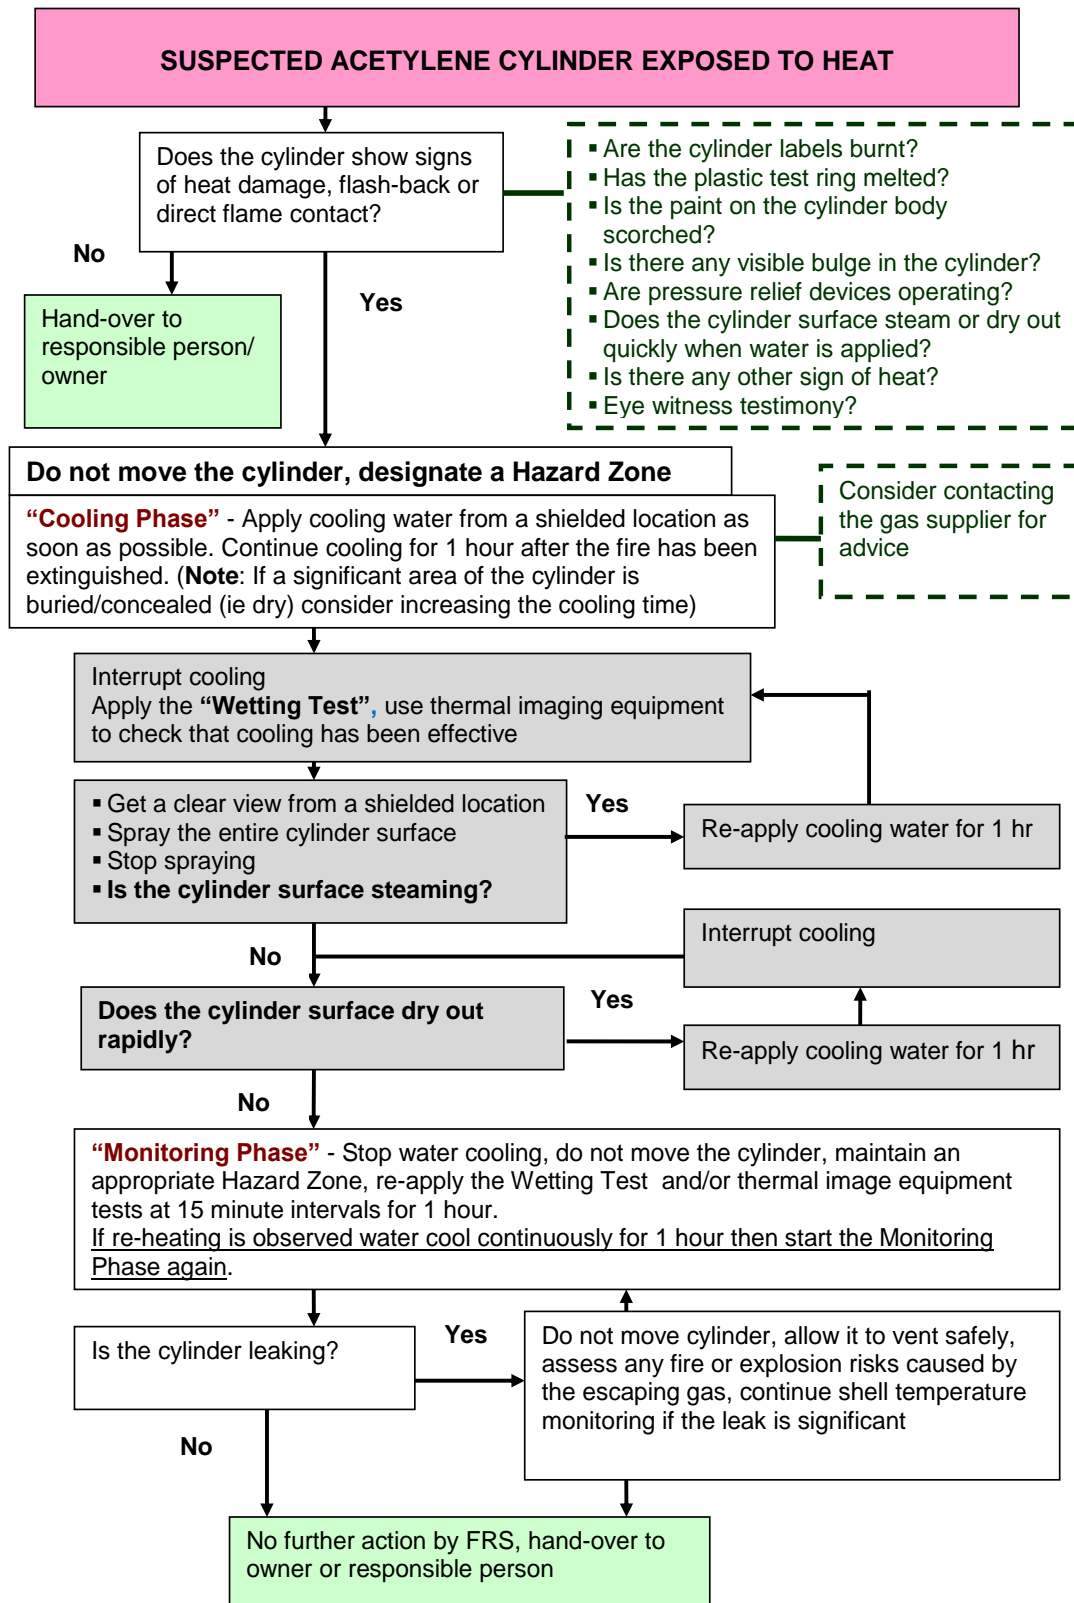 SUSPECTED ACETYLENE CYLINDER EXPOSED TO HEAT
Does the cylinder show signs
of heat damage, flash-back or
direct flame contact?
▪ Are the cylinder labels burnt?
▪ Has the plastic test ring melted?
▪ Is the paint on the cylinder body
scorched?
▪ Is there any visible bulge in the cylinder?
▪ Are pressure relief devices operating?
▪ Does the cylinder surface steam or dry out
quickly when water is applied?
▪ Is there any other sign of heat?
▪ Eye witness testimony?
No
Yes
Hand-over to
responsible person/
owner
Do not move the cylinder, designate a Hazard Zone
“Cooling Phase” - Apply cooling water from a shielded location as
soon as possible. Continue cooling for 1 hour after the fire has been
extinguished. (Note: If a significant area of the cylinder is
buried/concealed (ie dry) consider increasing the cooling time)
Consider contacting
the gas supplier for
advice
Interrupt cooling
Apply the “Wetting Test”, use thermal imaging equipment
to check that cooling has been effective
▪ Get a clear view from a shielded location
▪ Spray the entire cylinder surface
▪ Stop spraying
▪ Is the cylinder surface steaming?
Yes
Re-apply cooling water for 1 hr
No
Interrupt cooling
Does the cylinder surface dry out
rapidly?
Yes
Re-apply cooling water for 1 hr
No
“Monitoring Phase” - Stop water cooling, do not move the cylinder, maintain an
appropriate Hazard Zone, re-apply the Wetting Test and/or thermal image equipment
tests at 15 minute intervals for 1 hour.
If re-heating is observed water cool continuously for 1 hour then start the Monitoring
Phase again.
Is the cylinder leaking?
Yes
Do not move cylinder, allow it to vent safely,
assess any fire or explosion risks caused by
the escaping gas, continue shell temperature
monitoring if the leak is significant
No
No further action by FRS, hand-over to
owner or responsible person